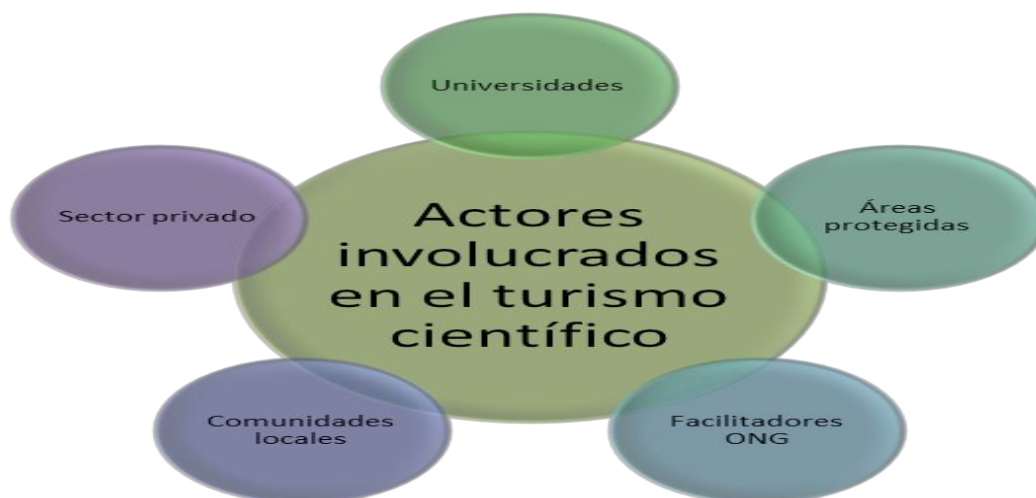 Universidades
Áreas
protegidas
Facilitadores
ONG
Comunidades
locales
Sector privado
Actores
involucrados
en el turismo
científico